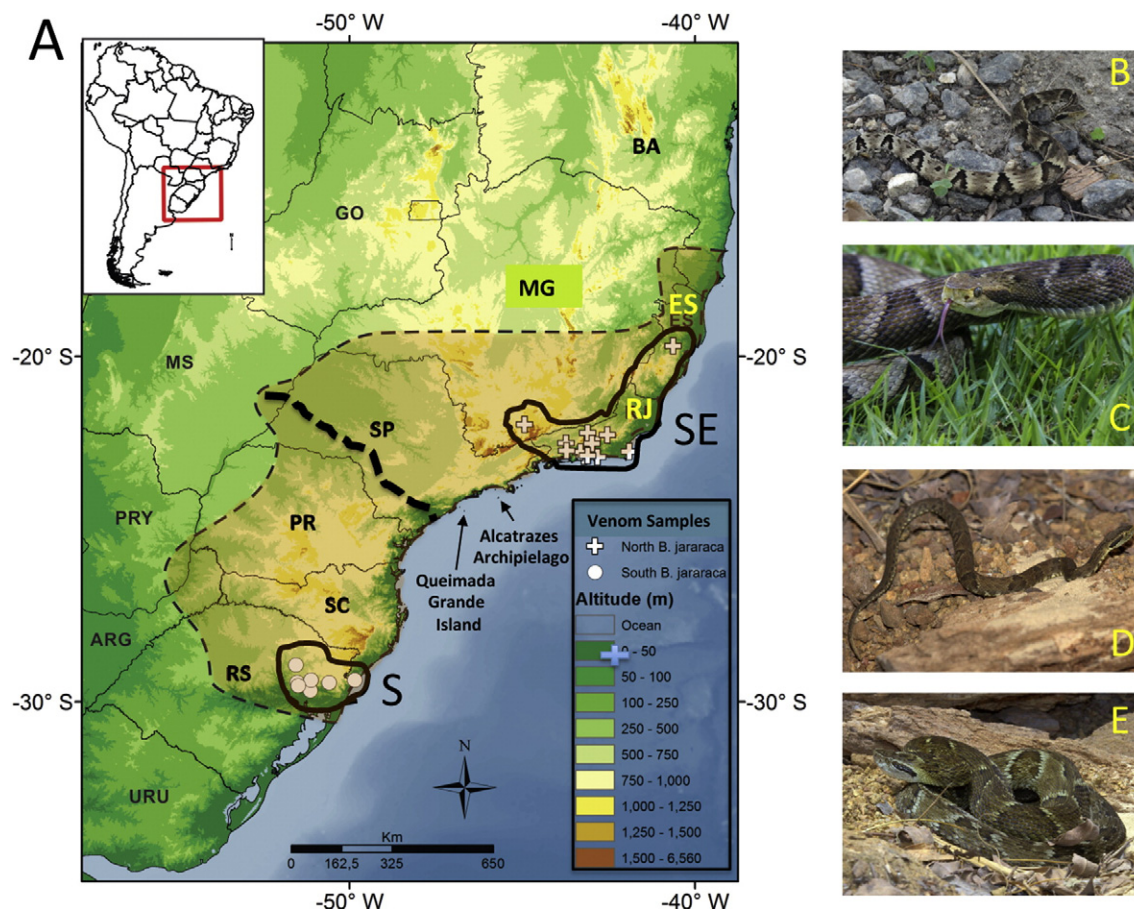 A
-50° W
-40° W
BA
GO
MG
ES
ES
-20° S
-20° S
MS
RJ
SE
SP
PRY
PR
Alcatrazes
Archipielago
Queimada
Grande
Island
SC
ARG
RS
S
-30° S
-30° S
URU
N
Km
0 162,5 325 650
Venom Samples
North B. jararaca
South B. jararaca
Altitude (m)
Ocean
0 - 50
50 - 100
100 - 250
250 - 500
500 - 750
750 - 1,000
1,000 - 1,250
1,250 - 1,500
1,500 - 6,560
-50° W
-40° W
B
C
D
E